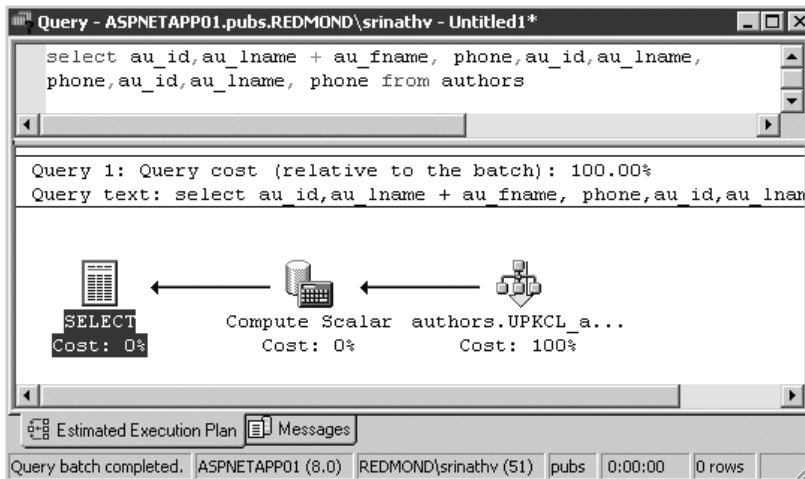 Query - ASPNETAPP01.pubs.REDMOND\srinathv - Untitled1*
select au_id,au_lname + au_fname, phone,au_id,au_lname,
phone,au_id,au_lname, phone from authors
Query 1: Query cost (relative to the batch): 100.00%
Query text: select au_id,au_lname + au_fname, phone,au_id,au_lnam
SELECT
Cost: 0%
Compute Scalar
Cost: 0%
authors.UPKCL_a...
Cost: 100%
Estimated Execution Plan Messages
Query batch completed. ASPNETAPP01 (8.0) REDMOND\srinathv (51) pubs 0:00:00 0 rows